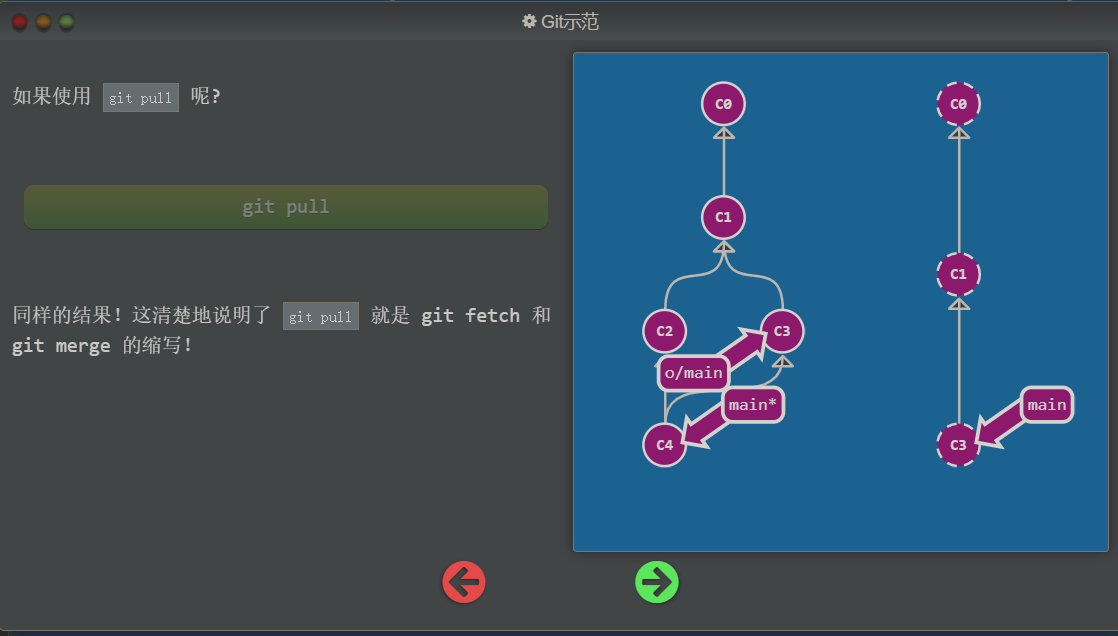 Git示范
如果使用 git pull 呢?
git pull
同样的结果！这清楚地说明了 git pull 就是 git fetch 和
git merge 的缩写！
C0
C1
C2
C3
o/main
main*
C4
C0
C1
main
C3